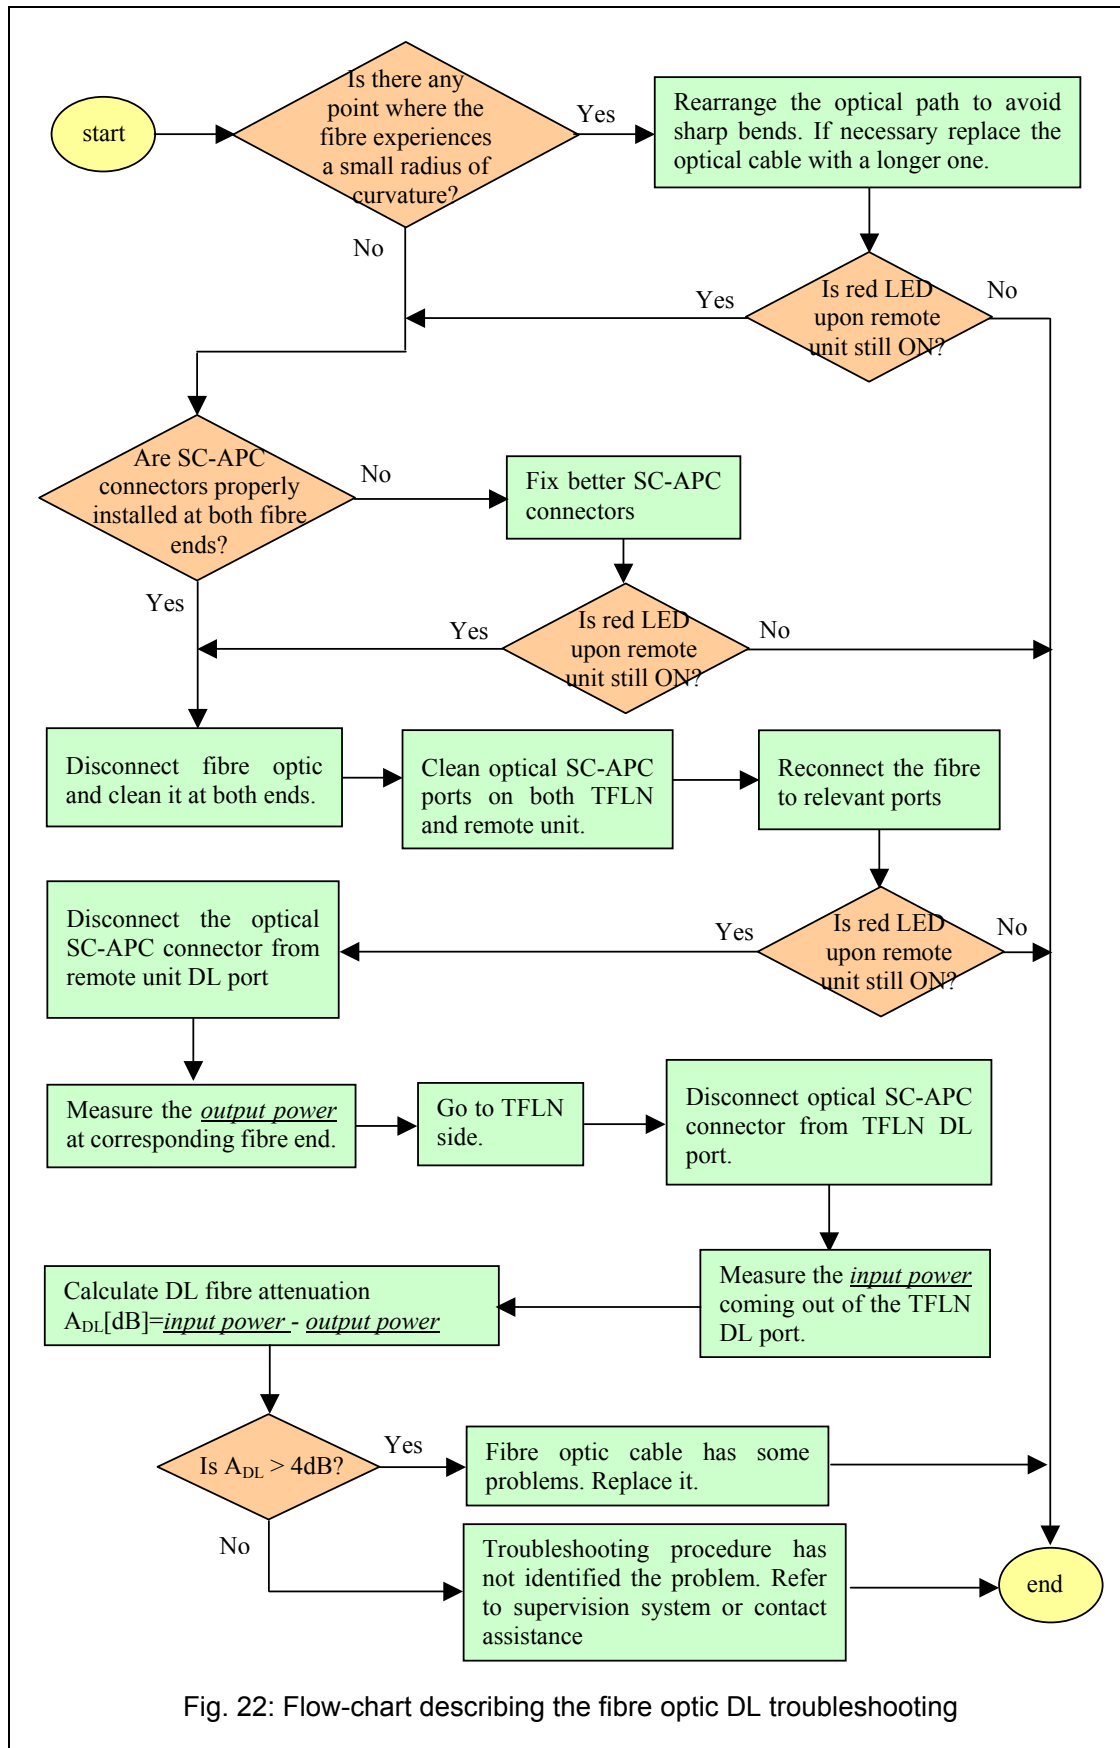 start
Is there any
point where the
fibre experiences
a small radius of
curvature?
Yes
Rearrange the optical path to avoid
sharp bends. If necessary replace the
optical cable with a longer one.
No
Is red LED
upon remote
unit still ON?
Yes
No
Are SC-APC
connectors properly
installed at both fibre
ends?
No
Fix better SC-APC
connectors
Yes
Is red LED
upon remote
unit still ON?
Yes
No
Disconnect fibre optic
and clean it at both ends.
Clean optical SC-APC
ports on both TFLN
and remote unit.
Reconnect the fibre
to relevant ports
Is red LED
upon remote
unit still ON?
Yes
No
Disconnect the optical
SC-APC connector from
remote unit DL port
Measure the output power
at corresponding fibre end.
Go to TFLN
side.
Disconnect optical SC-APC
connector from TFLN DL
port.
Measure the input power
coming out of the TFLN
DL port.
Calculate DL fibre attenuation
ADL[dB]=input power - output power
Is ADL > 4dB?
Yes
Fibre optic cable has some
problems. Replace it.
No
Troubleshooting procedure has
not identified the problem. Refer
to supervision system or contact
assistance
end
Fig. 22: Flow-chart describing the fibre optic DL troubleshooting